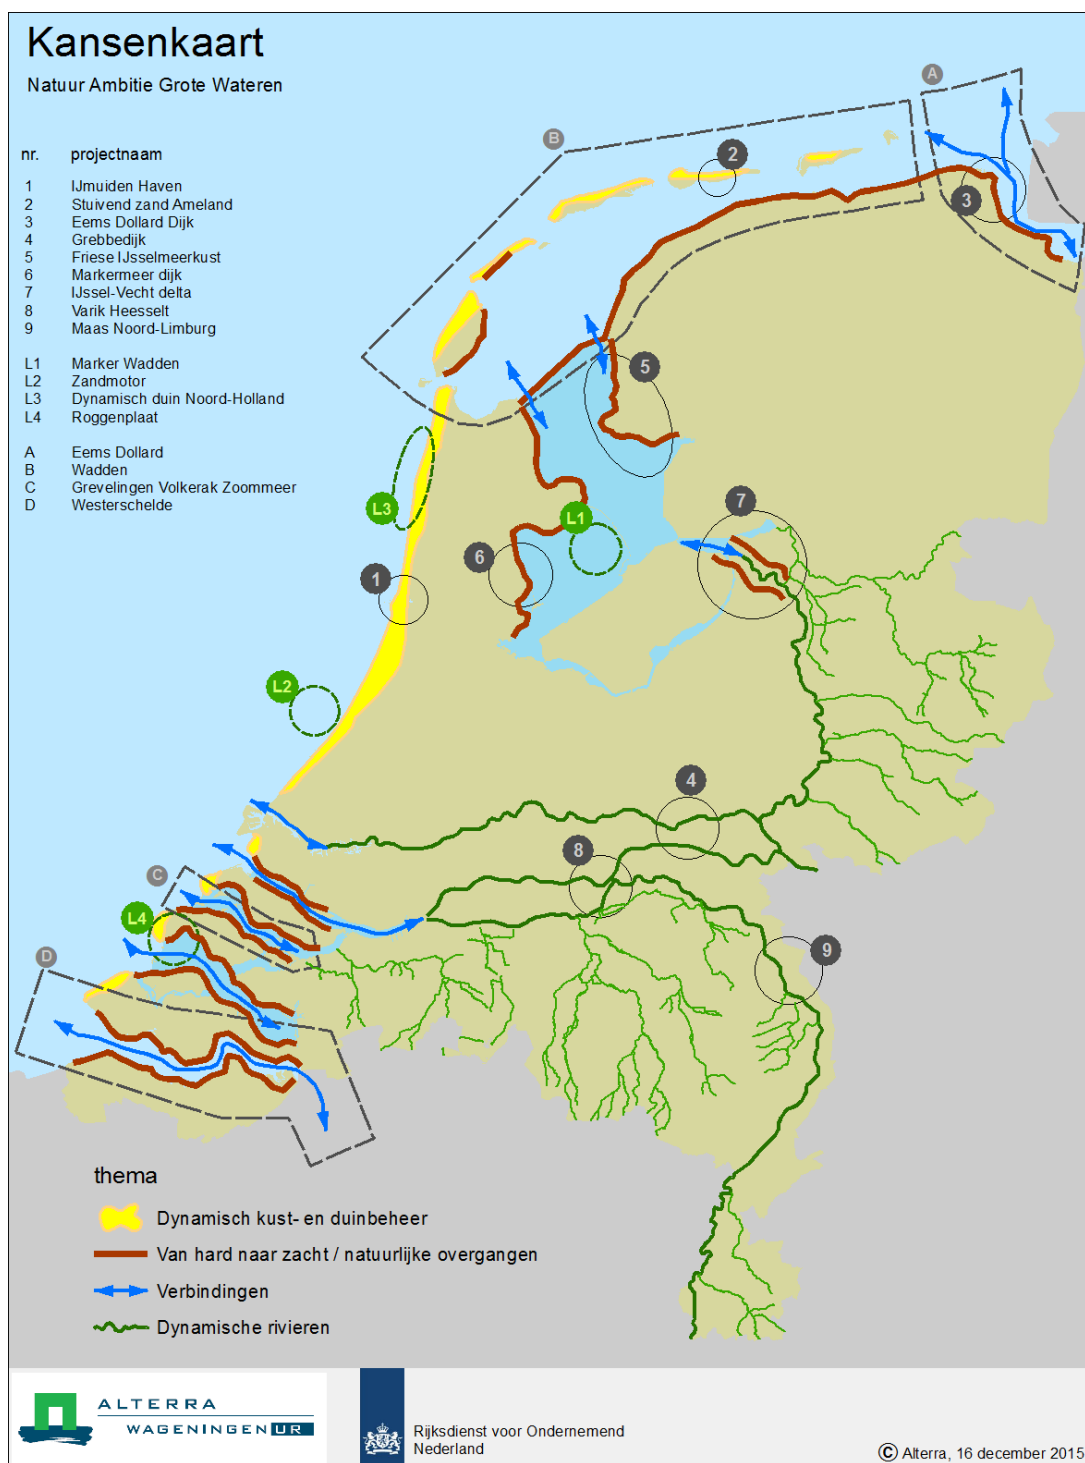 Kansenkaart
Natuur Ambitie Grote Wateren
nr. projectnaam
1 IJmuiden Haven
2 Stuivend zand Ameland
3 Eems Dollard Dijk
4 Grebbedijk
5 Friese IJsselmeerkust
6 Markermeer dijk
7 IJssel-Vecht delta
8 Varik Heesselt
9 Maas Noord-Limburg
L1 Marker Wadden
L2 Zandmotor
L3 Dynamisch duin Noord-Holland
L4 Roggenplaat
A Eems Dollard
B Wadden
C Grevelingen Volkerak Zoommeer
D Westerschelde
A
B
2
3
5
L3
L1
7
6
1
L2
4
8
C
L4
9
D
thema
Dynamisch kust- en duinbeheer
Van hard naar zacht / natuurlijke overgangen
Verbindingen
Dynamische rivieren
ALTERRA
WAGENINGEN UR
Rijksdienst voor Ondernemend
Nederland
© Alterra, 16 december 2015